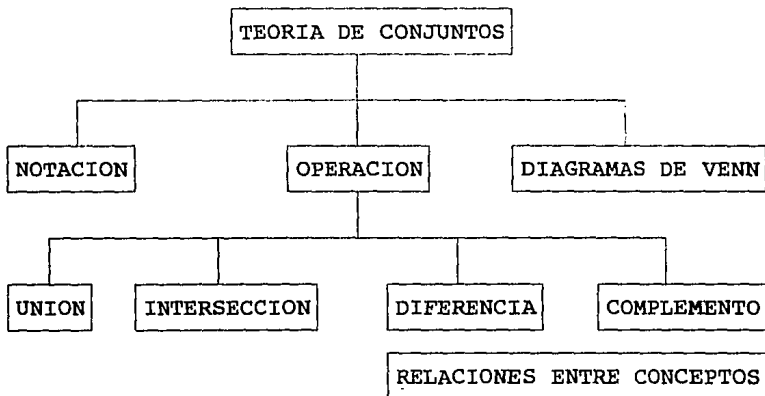 TEORIA DE CONJUNTOS
NOTACION OPERACION DIAGRAMAS DE VENN
UNION INTERSECCION DIFERENCIA COMPLEMENTO
RELACIONES ENTRE CONCEPTOS